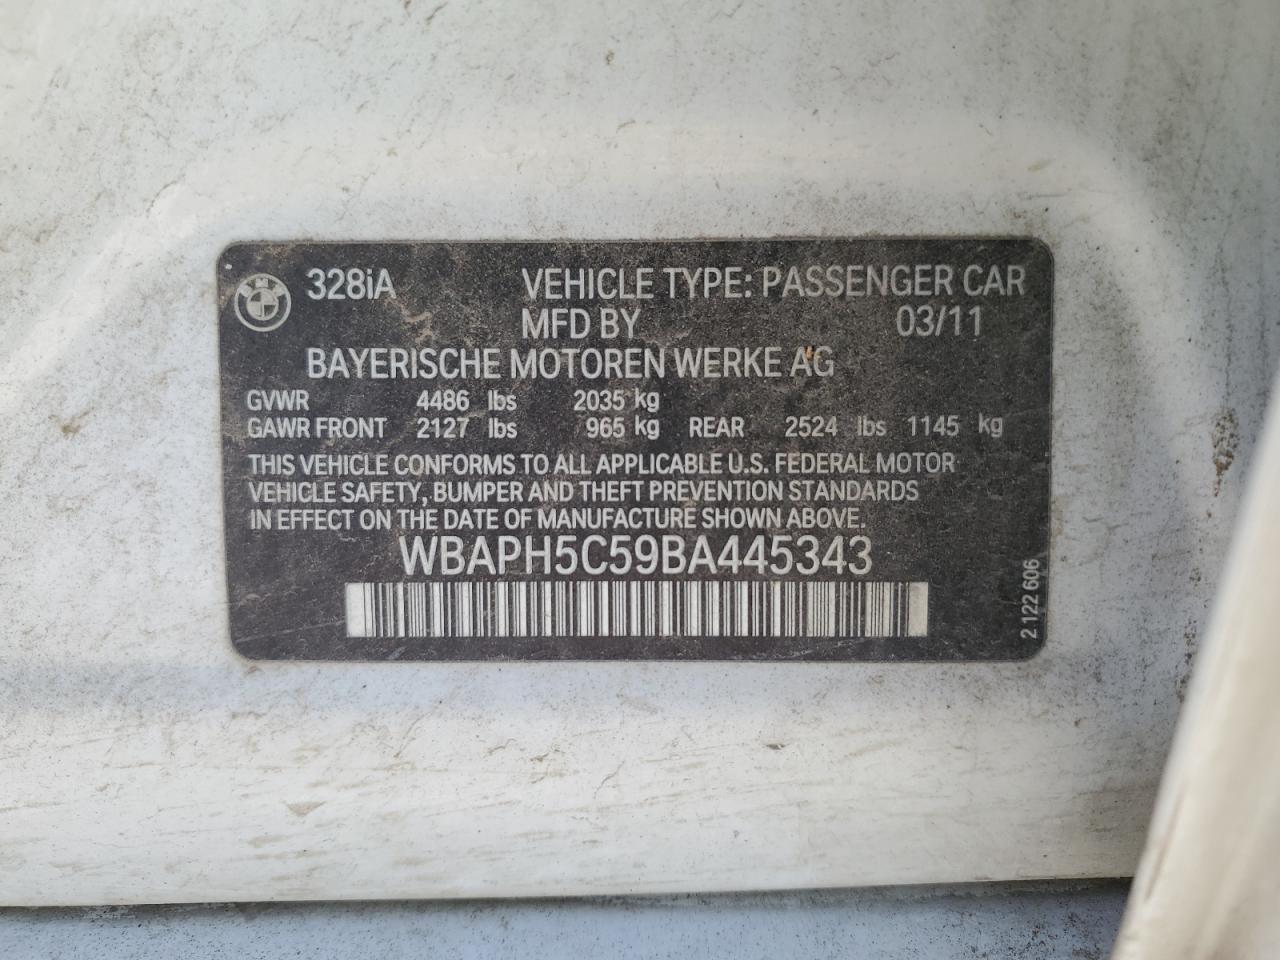 BMW
328iA VEHICLE TYPE: PASSENGER CAR
MFD BY 03/11
BAYERISCHE MOTOREN WERKE AG
GVWR 4486 lbs 2035 kg
GAWR FRONT 2127 lbs 965 kg REAR 2524 lbs 1145 kg
THIS VEHICLE CONFORMS TO ALL APPLICABLE U.S. FEDERAL MOTOR
VEHICLE SAFETY, BUMPER AND THEFT PREVENTION STANDARDS
IN EFFECT ON THE DATE OF MANUFACTURE SHOWN ABOVE.
WBAPH5C59BA445343
2 122 606